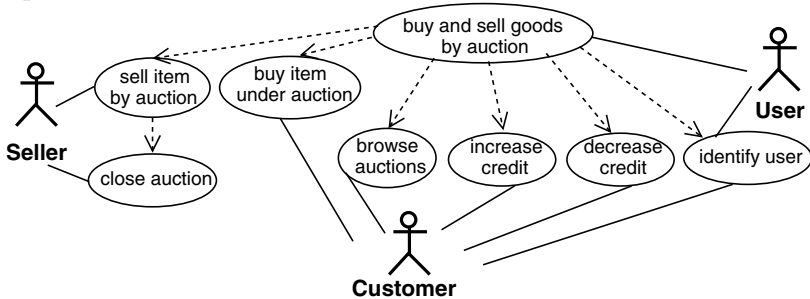 buy and sell goods
by auction
sell item
by auction
buy item
under auction
User
Seller
browse
auctions
increase
credit
decrease
credit
identify user
close auction
Customer